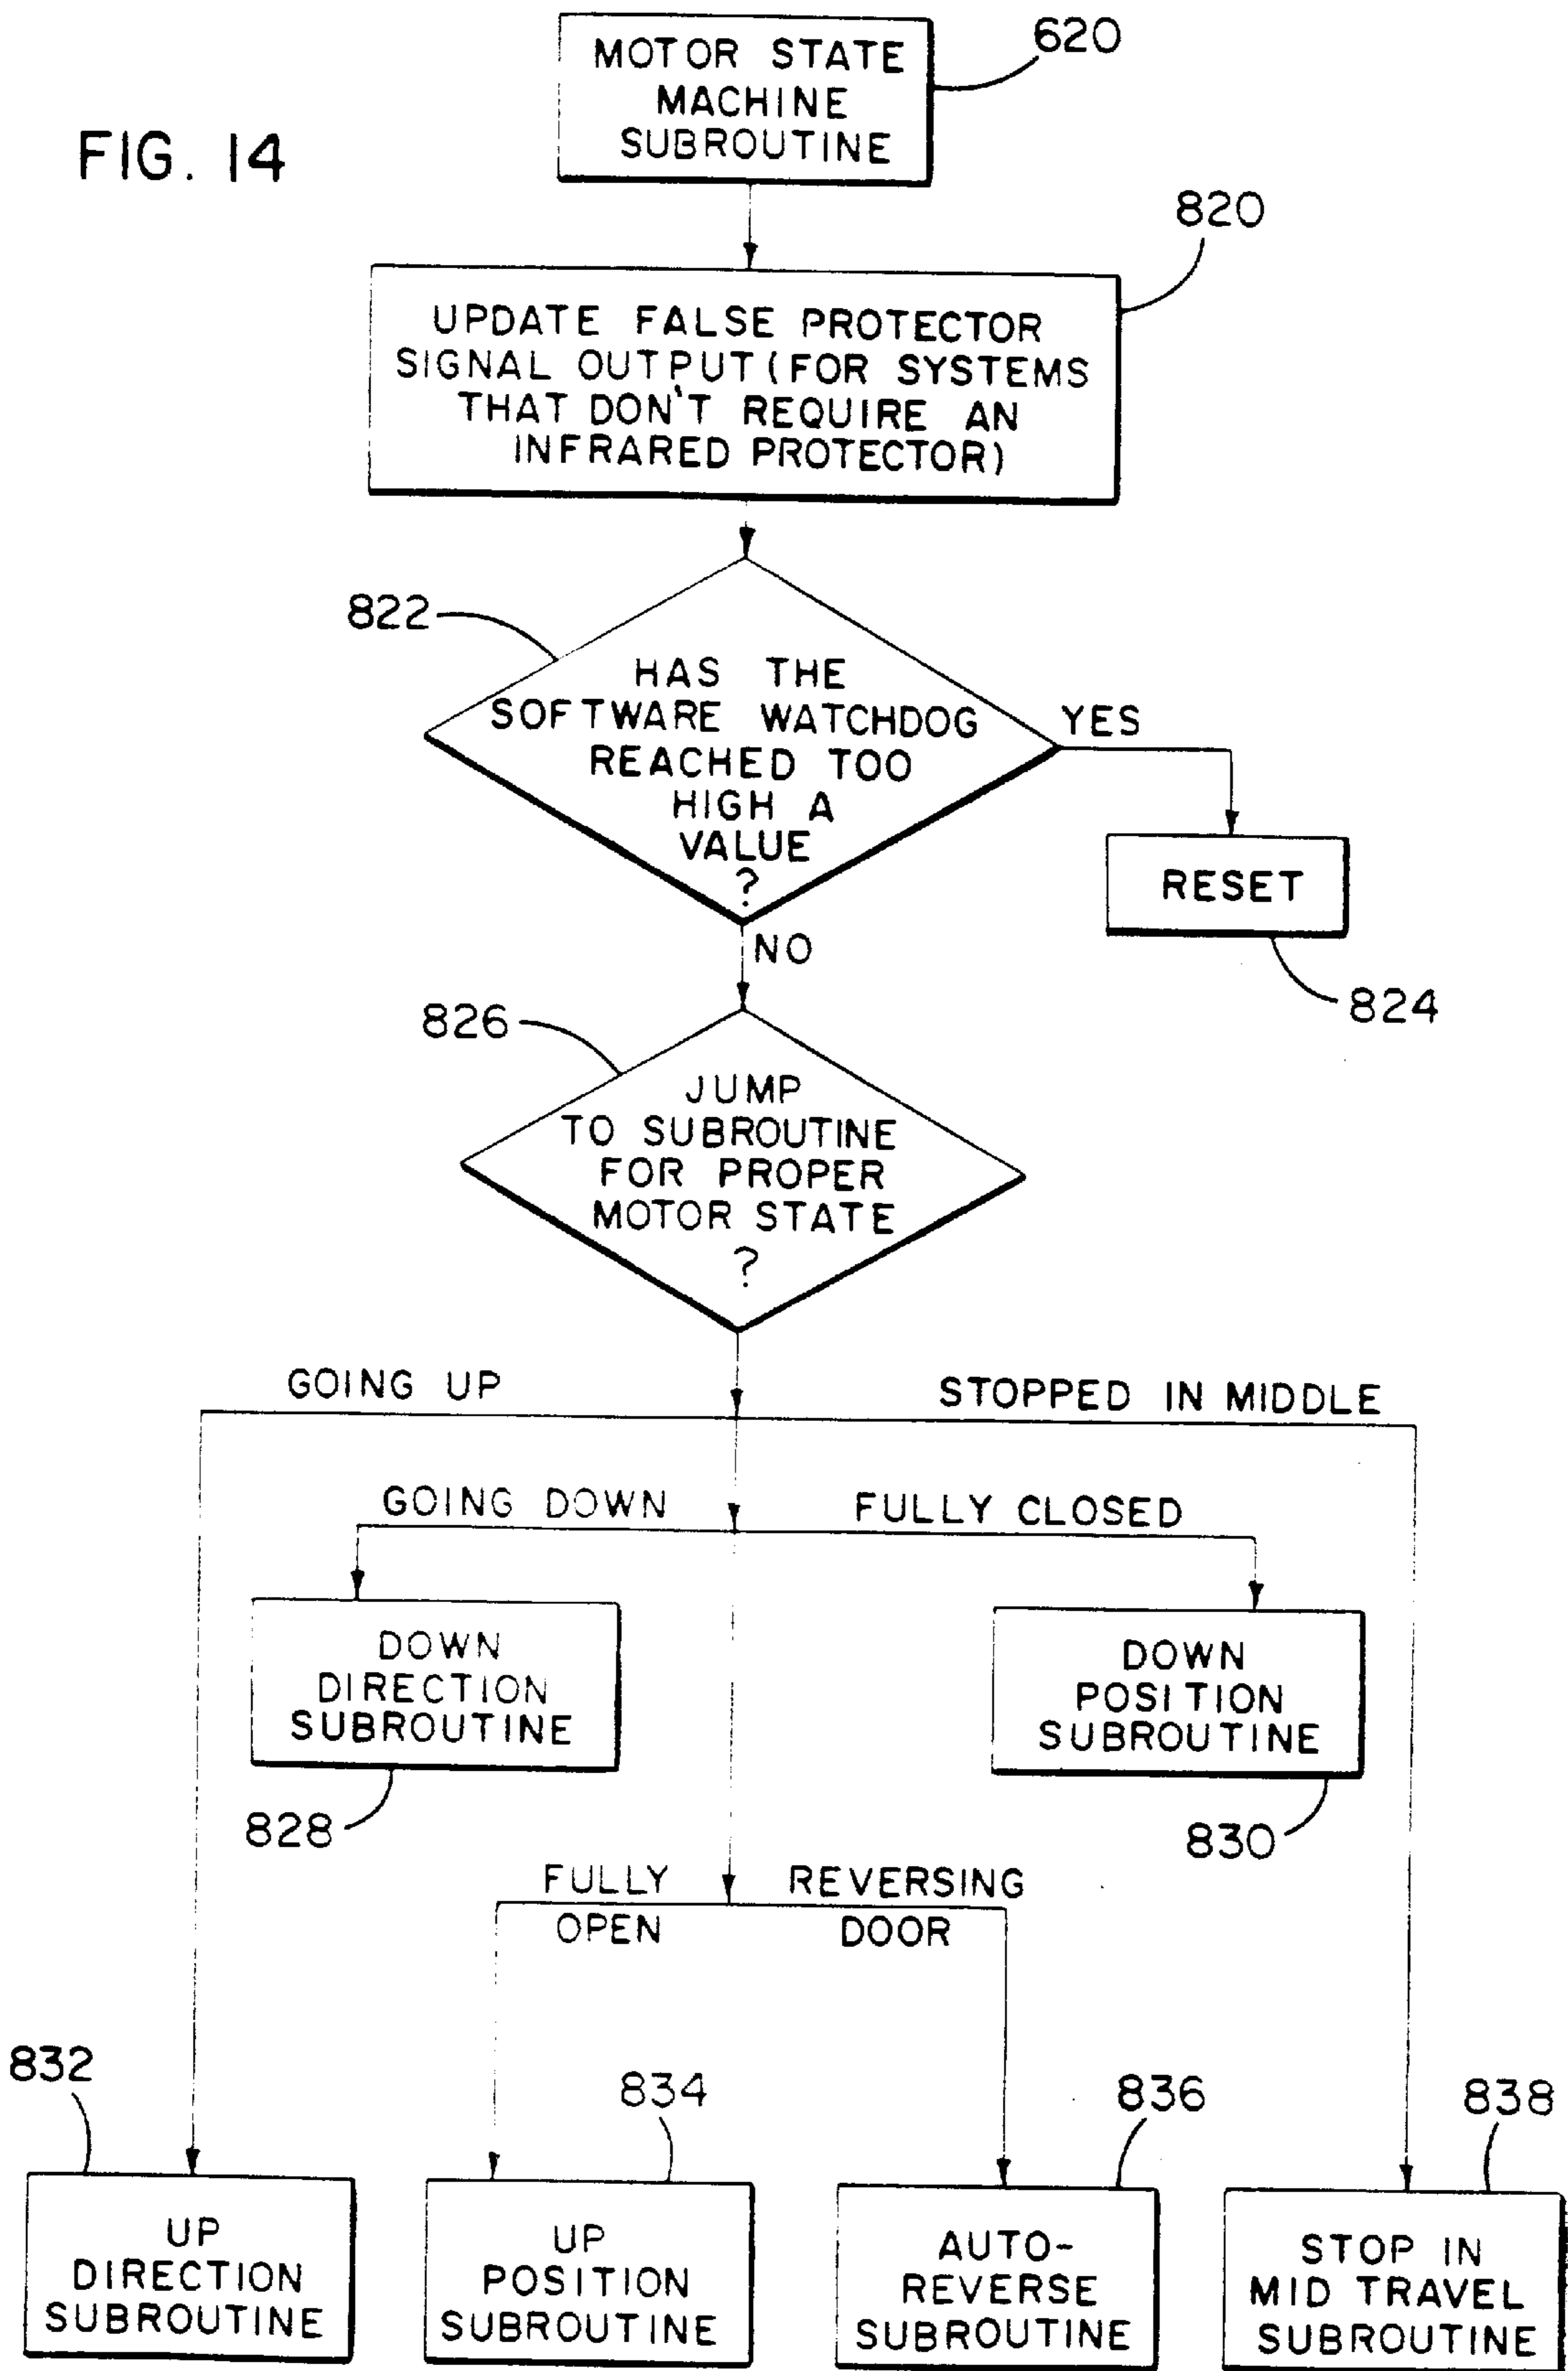 FIG. 14
MOTOR STATE
MACHINE
SUBROUTINE
620
UPDATE FALSE PROTECTOR
SIGNAL OUTPUT (FOR SYSTEMS
THAT DON'T REQUIRE AN
INFRARED PROTECTOR)
820
822
HAS THE
SOFTWARE WATCHDOG
REACHED TOO
HIGH A
VALUE
?
YES
RESET
824
NO
826
JUMP
TO SUBROUTINE
FOR PROPER
MOTOR STATE
?
GOING UP
STOPPED IN MIDDLE
GOING DOWN
FULLY CLOSED
DOWN
DIRECTION
SUBROUTINE
828
DOWN
POSITION
SUBROUTINE
830
FULLY
OPEN
REVERSING
DOOR
832
UP
DIRECTION
SUBROUTINE
834
UP
POSITION
SUBROUTINE
836
AUTO-
REVERSE
SUBROUTINE
838
STOP IN
MID TRAVEL
SUBROUTINE